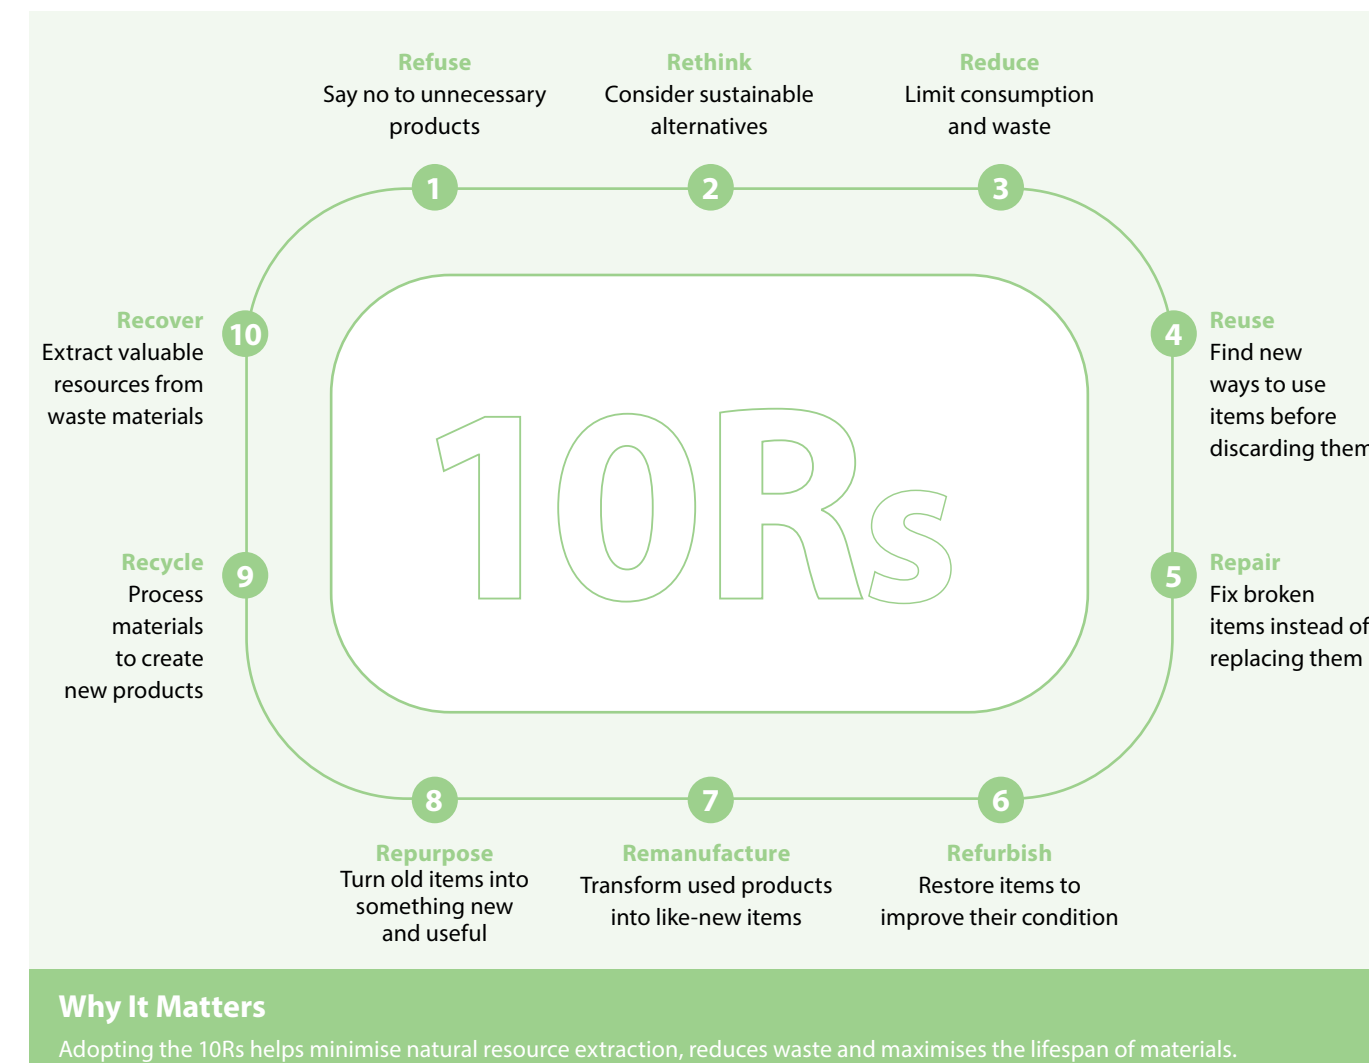 Refuse
Say no to unnecessary
products
Rethink
Consider sustainable
alternatives
Reduce
Limit consumption
and waste
1
2
3
4
Reuse
Find new
ways to use
items before
discarding them
5
Repair
Fix broken
items instead of
replacing them
6
Refurbish
Restore items to
improve their condition
7
Remanufacture
Transform used products
into like-new items
8
Repurpose
Turn old items into
something new
and useful
9
Recycle
Process
materials
to create
new products
10
Recover
Extract valuable
resources from
waste materials
10Rs
Why It Matters
Adopting the 10Rs helps minimise natural resource extraction, reduces waste and maximises the lifespan of materials.